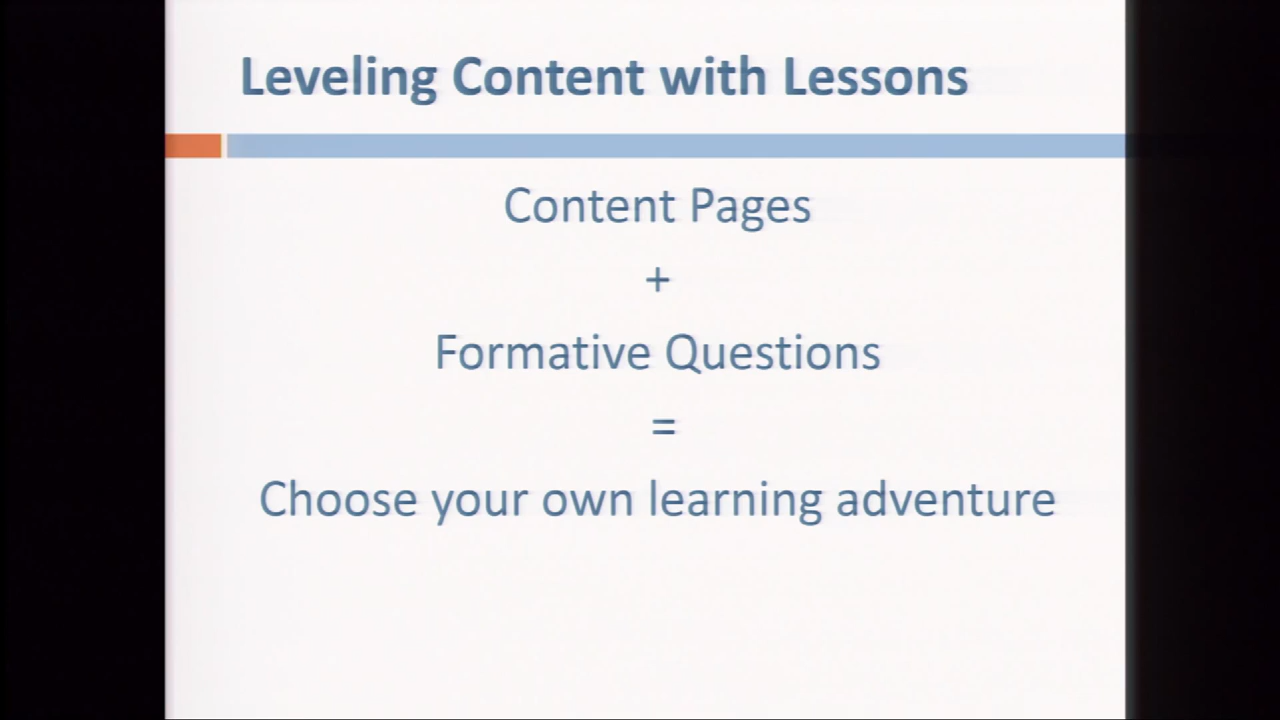 Leveling Content with Lessons
Content Pages
+
Formative Questions
=
Choose your own learning adventure